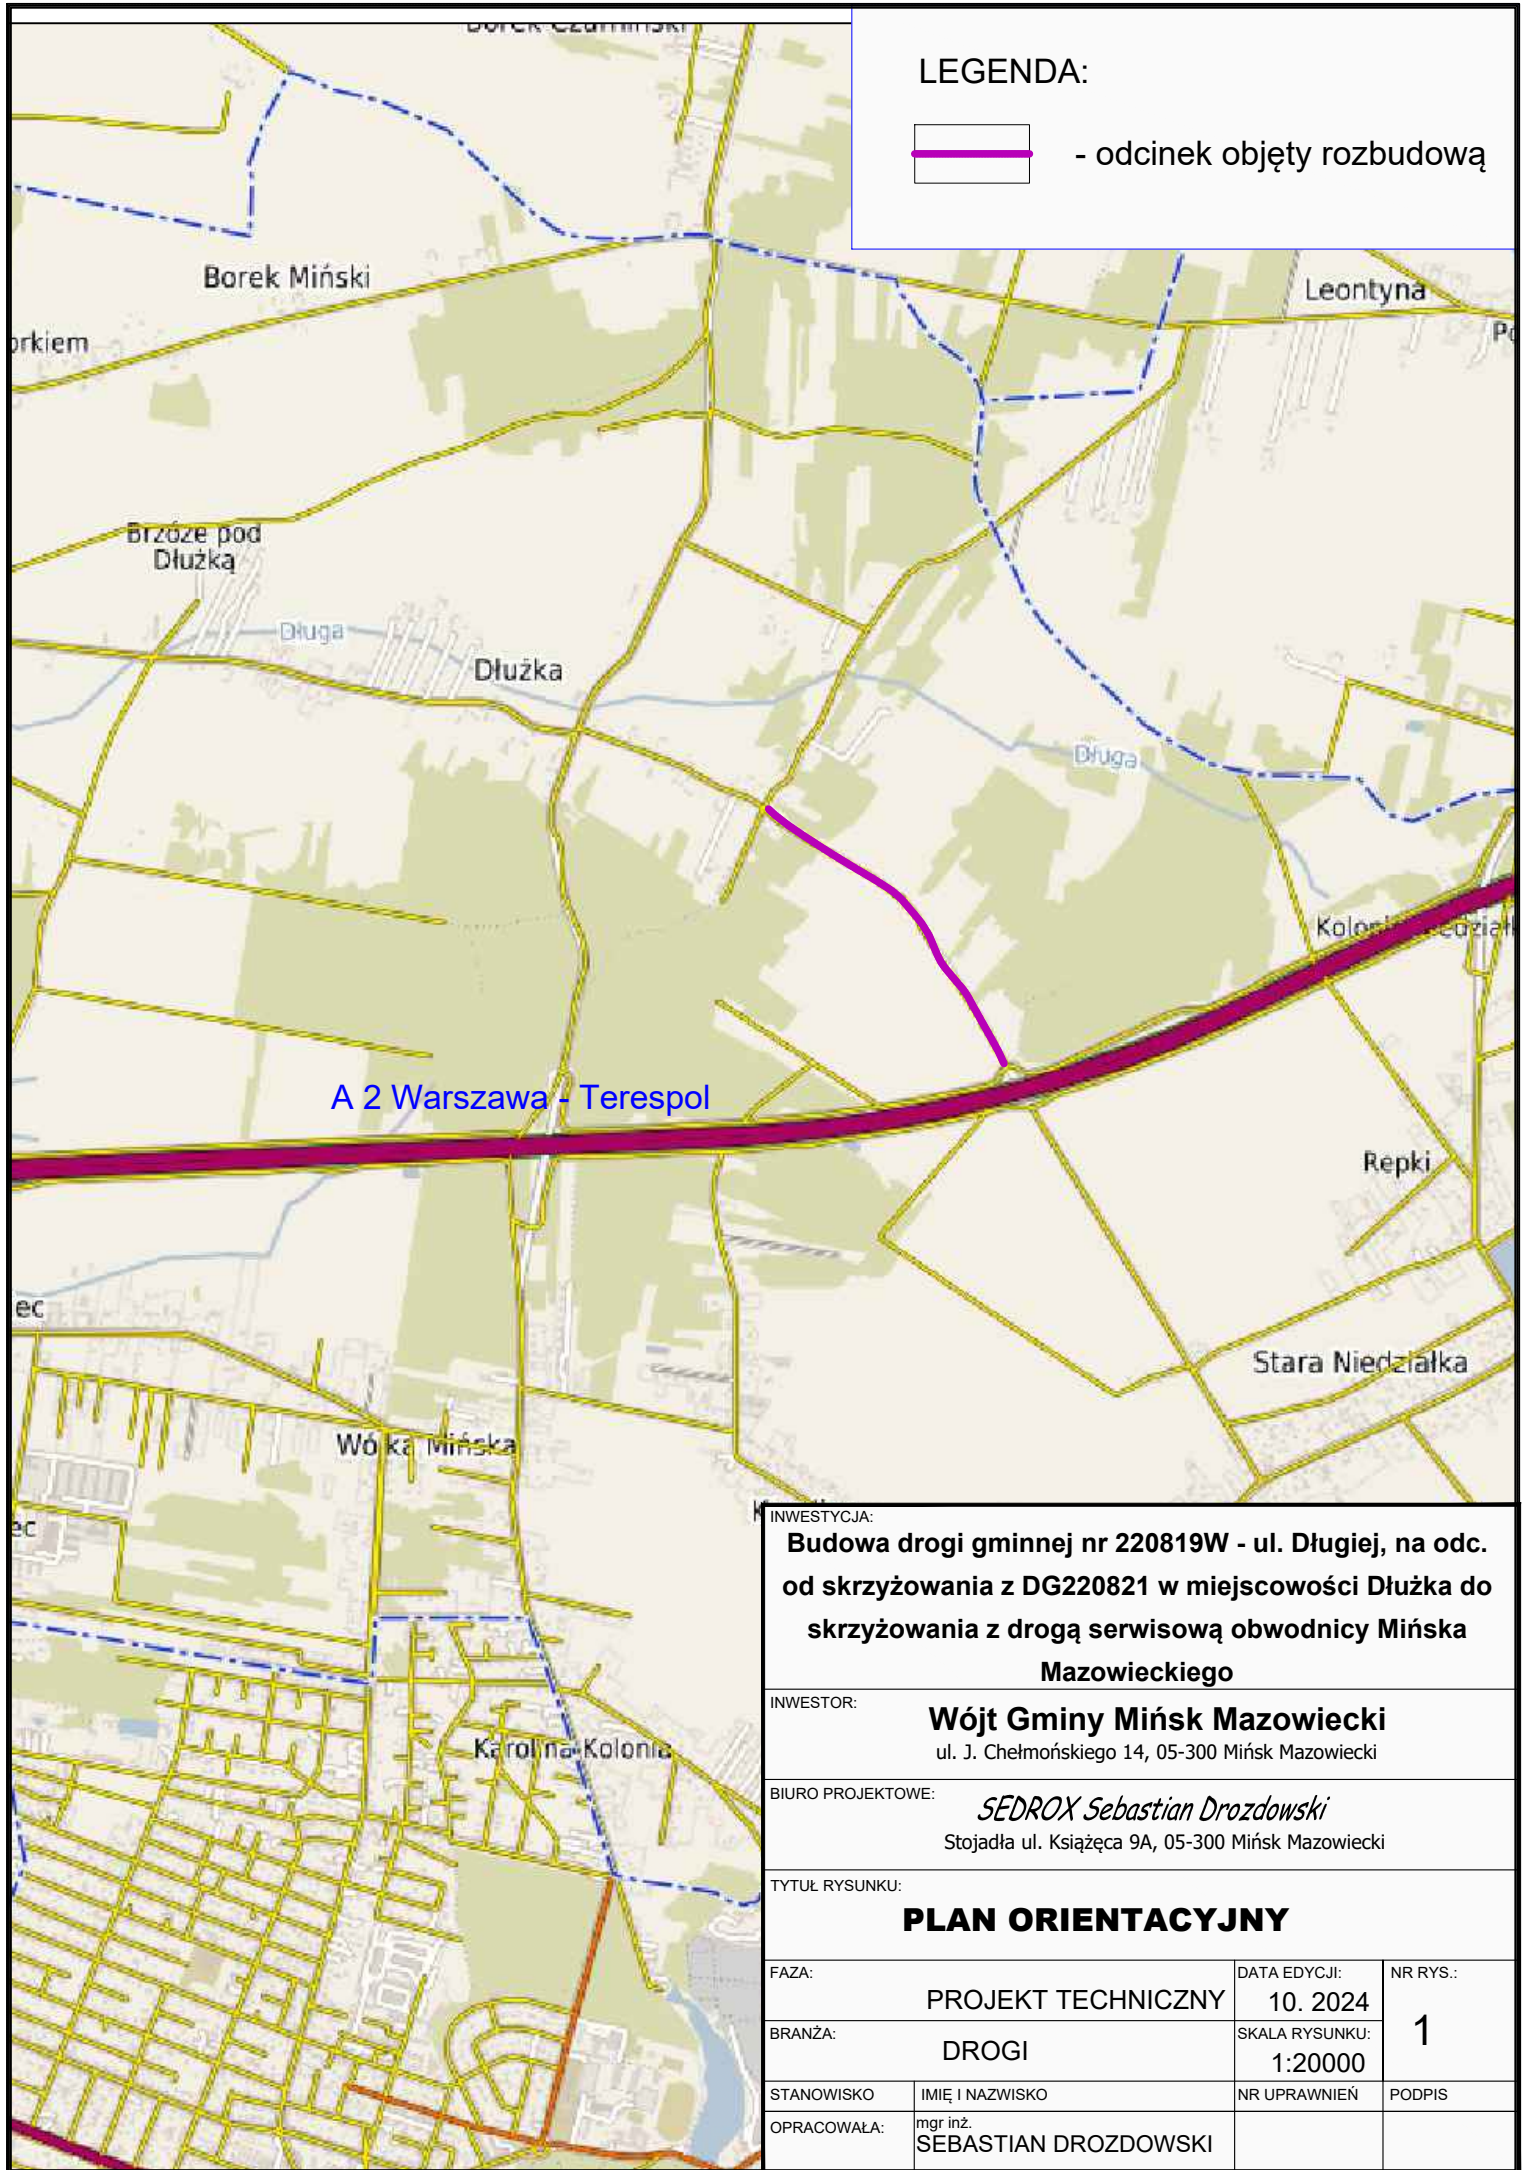 LEGENDA:
- odcinek objęty rozbudową
Borek Miński
Leontyna
Brzóze pod
Dłużką
Długa
Dłużka
Długa
A 2 Warszawa - Terespol
Repki
ec
Stara Niedziałka
Wólka Mińska
ec
Karolina-Kolonia
INWESTYCJA:
Budowa drogi gminnej nr 220819W - ul. Długiej, na odc.
od skrzyżowania z DG220821 w miejscowości Dłużka do
skrzyżowania z drogą serwisową obwodnicy Mińska
Mazowieckiego
INWESTOR:
Wójt Gminy Mińsk Mazowiecki
ul. J. Chełmońskiego 14, 05-300 Mińsk Mazowiecki
BIURO PROJEKTOWE:
SEDROX Sebastian Drozdowski
Stojadła ul. Książęca 9A, 05-300 Mińsk Mazowiecki
TYTUŁ RYSUNKU:
PLAN ORIENTACYJNY
FAZA:
PROJEKT TECHNICZNY
DATA EDYCJI:
10. 2024
NR RYS.:
1
BRANŻA:
DROGI
SKALA RYSUNKU:
1:20000
STANOWISKO
IMIĘ I NAZWISKO
NR UPRAWNIEŃ
PODPIS
OPRACOWAŁA:
mgr inż.
SEBASTIAN DROZDOWSKI